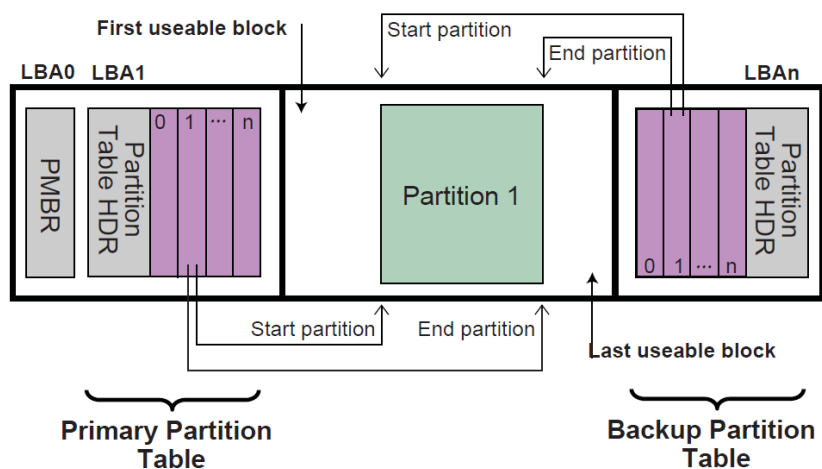 First useable block
Start partition
End partition
LBA0
LBA1
LBAn
PMBR
Partition
Table HDR
0 1 ... n
Partition 1
0 1 ... n
Partition
Table HDR
Start partition
End partition
Last useable block
Primary Partition
Table
Backup Partition
Table